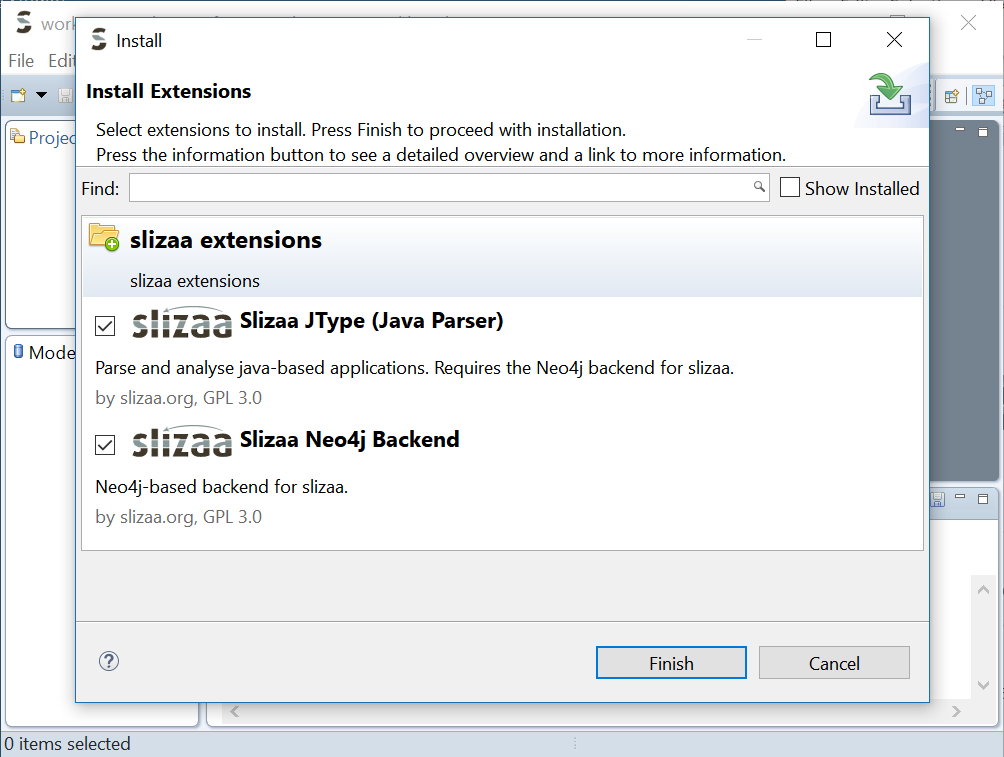 work
File Edit
Install
Install Extensions
Select extensions to install. Press Finish to proceed with installation.
Press the information button to see a detailed overview and a link to more information.
Projec
Find:
Show Installed
slizaa extensions
slizaa extensions
slizaa Slizaa JType (Java Parser)
Parse and analyse java-based applications. Requires the Neo4j backend for slizaa.
by slizaa.org, GPL 3.0
Mode
slizaa Slizaa Neo4j Backend
Neo4j-based backend for slizaa.
by slizaa.org, GPL 3.0
Finish
Cancel
0 items selected